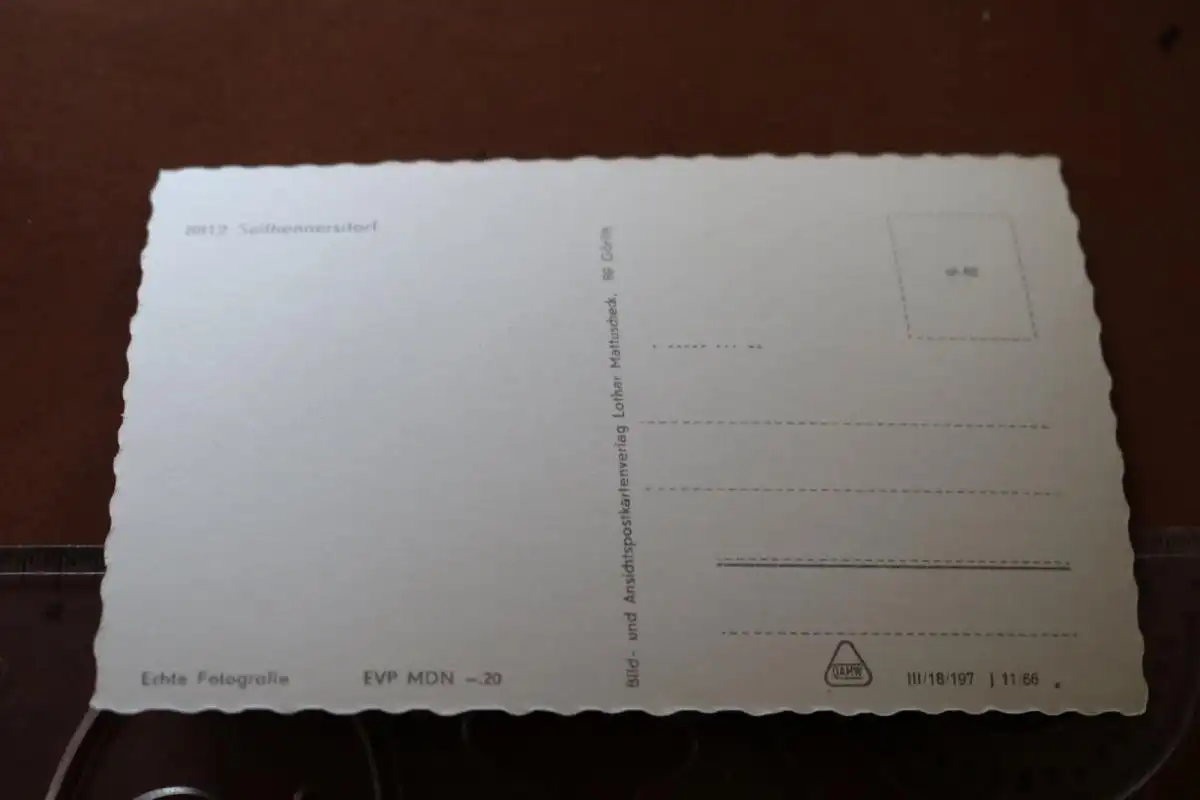 8812 Seifhennersdorf
Bild- und Ansichtspostkartenverlag Lothar Mattuscheck, 89 Görlitz
Echte Fotografie
EVP MDN —.20
DAMW
III/18/197 J 11 66